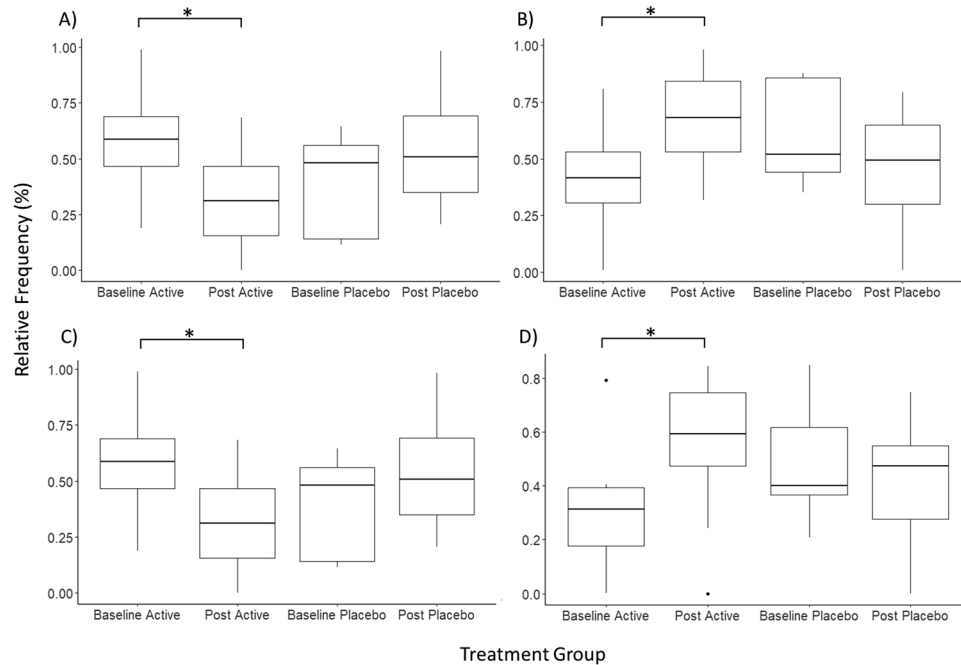 A)
*
1.00
0.75
0.50
0.25
0.00
Baseline Active Post Active Baseline Placebo Post Placebo
B)
*
1.00
0.75
0.50
0.25
0.00
Baseline Active Post Active Baseline Placebo Post Placebo
Relative Frequency (%)
C)
*
1.00
0.75
0.50
0.25
0.00
Baseline Active Post Active Baseline Placebo Post Placebo
D)
*
0.8
0.6
0.4
0.2
0.0
Baseline Active Post Active Baseline Placebo Post Placebo
Treatment Group